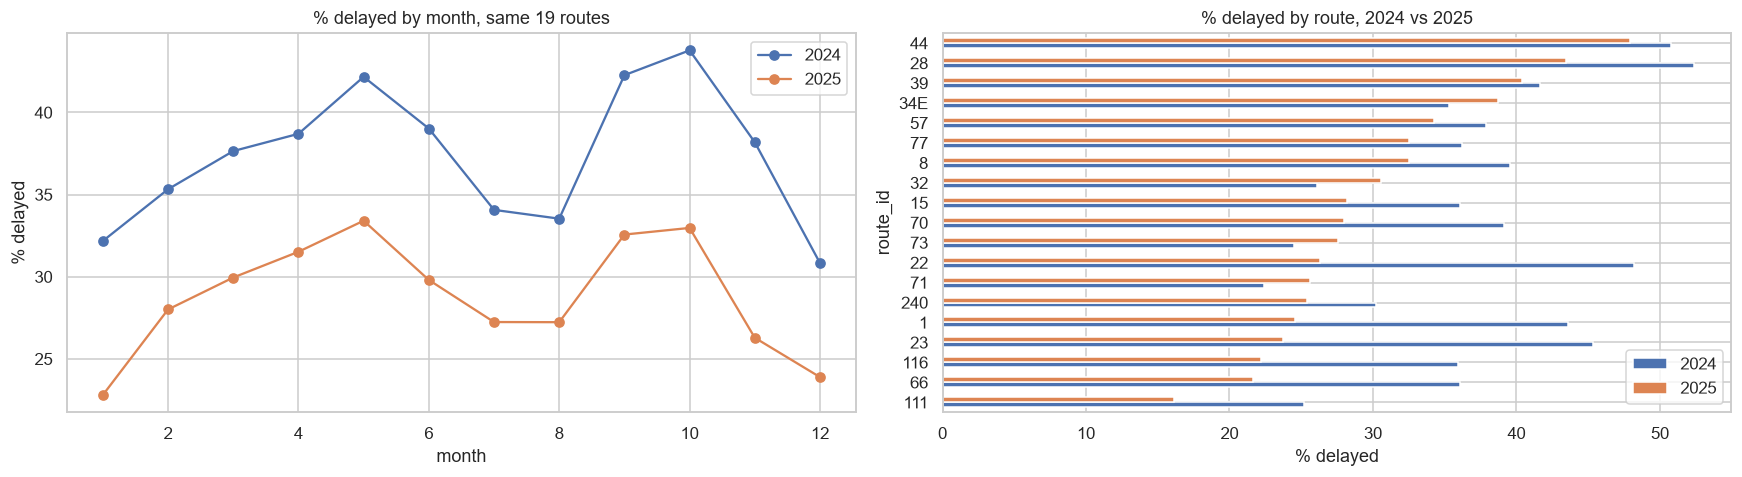 % delayed by month, same 19 routes
% delayed
40
35
30
25
2 4 6 8 10 12
month
2024
2025
% delayed by route, 2024 vs 2025
route_id
44
28
39
34E
57
77
8
32
15
70
73
22
71
240
1
23
116
66
111
0 10 20 30 40 50
% delayed
2024
2025